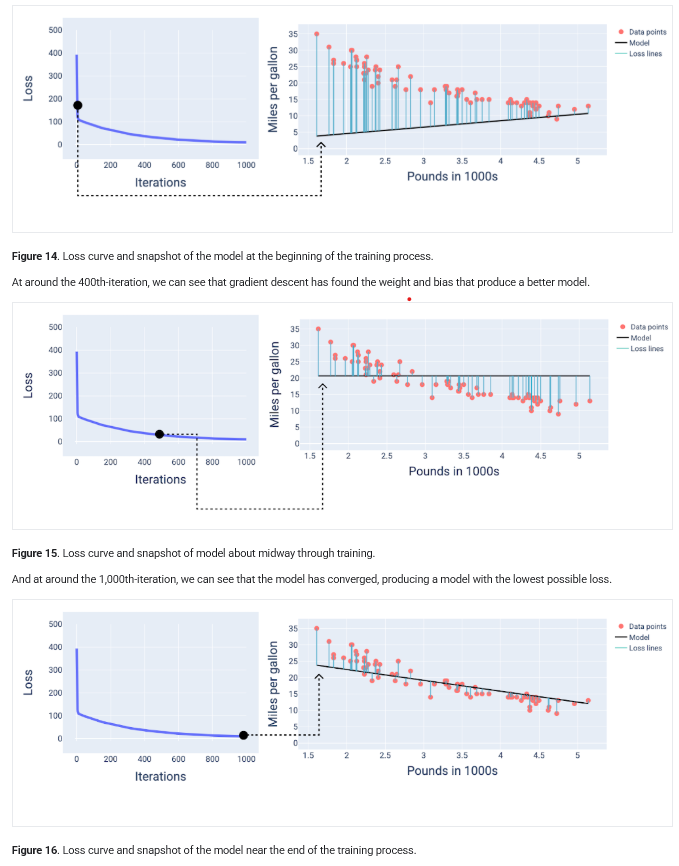 500
400
300
200
100
0
Loss
0 200 400 600 800 1000
Iterations
35
30
25
20
15
10
5
0
Miles per gallon
1.5 2 2.5 3 3.5 4 4.5 5
Pounds in 1000s
Data points
Model
Loss lines
Figure 14. Loss curve and snapshot of the model at the beginning of the training process.
At around the 400th-iteration, we can see that gradient descent has found the weight and bias that produce a better model.
500
400
300
200
100
0
Loss
0 200 400 600 800 1000
Iterations
35
30
25
20
15
10
5
0
Miles per gallon
1.5 2 2.5 3 3.5 4 4.5 5
Pounds in 1000s
Data points
Model
Loss lines
Figure 15. Loss curve and snapshot of model about midway through training.
And at around the 1,000th-iteration, we can see that the model has converged, producing a model with the lowest possible loss.
500
400
300
200
100
0
Loss
0 200 400 600 800 1000
Iterations
35
30
25
20
15
10
5
0
Miles per gallon
1.5 2 2.5 3 3.5 4 4.5 5
Pounds in 1000s
Data points
Model
Loss lines
Figure 16. Loss curve and snapshot of the model near the end of the training process.